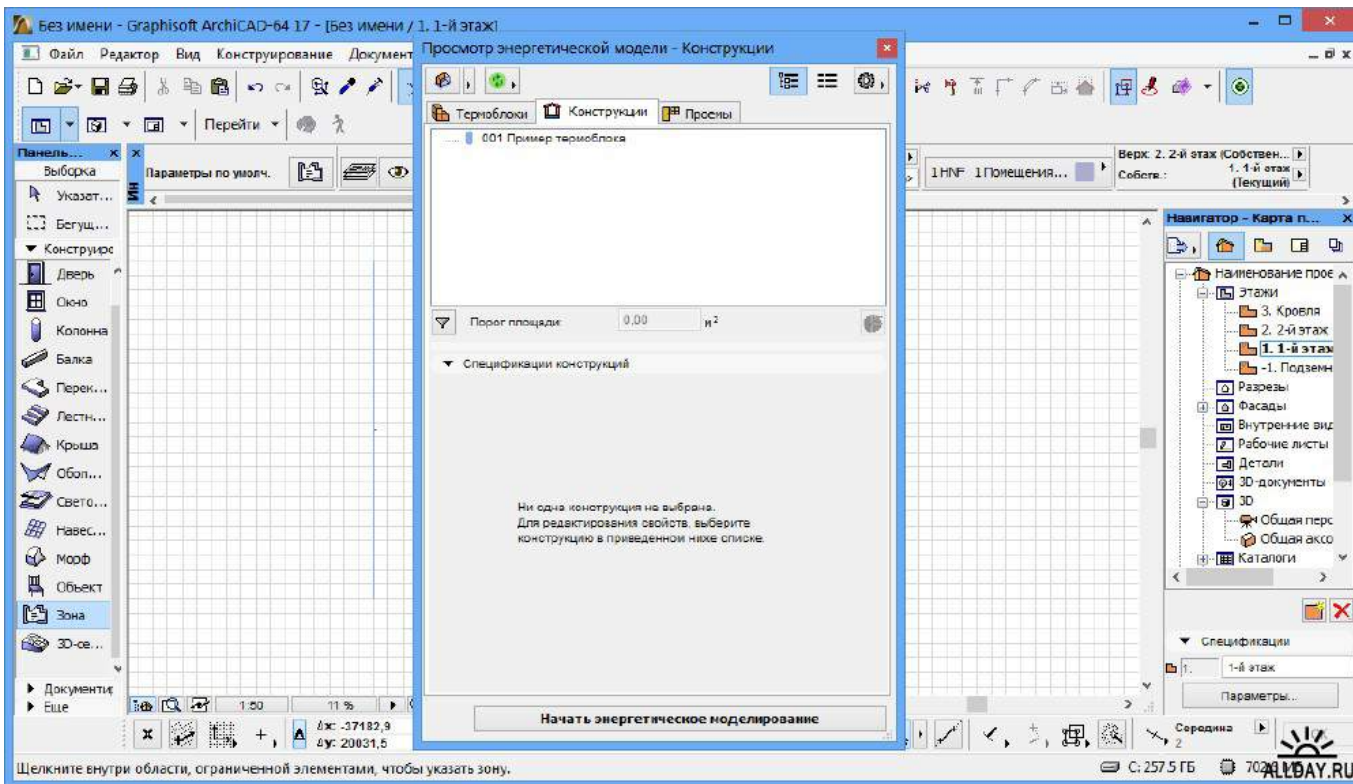 Без имени - Graphisoft ArchiCAD-64 17 - [Без имени / 1. 1-й этаж]
Файл Редактор Вид Конструирование Документ
Перейти
Просмотр энергетической модели - Конструкции
Термоблоки Конструкции Проемы
001 Пример термоблока
Порог площади: 0,00 м²
Спецификации конструкций
Ни одна конструкция не выбрана.
Для редактирования свойств, выберите
конструкцию в приведенном ниже списке.
Начать энергетическое моделирование
Панель...
Выборка
Указат...
Бегущ...
Конструиро
Дверь
Окно
Колонна
Балка
Перек...
Лестн...
Крыша
Обол...
Свето...
Навес...
Морф
Объект
Зона
3D-се...
Документир
Еще
Параметры по умолч.
1HNF 1Помещения...
Верх: 2. 2-й этаж (Собствен...
Собств.: 1. 1-й этаж
(Текущий)
Навигатор - Карта п...
Наименование прое
Этажи
3. Кровля
2. 2-й этаж
1. 1-й этаж
-1. Подземн
Разрезы
Фасады
Внутренние вид
Рабочие листы
Детали
3D-документы
3D
Общая перс
Общая аксо
Каталоги
Спецификации
1. 1-й этаж
Параметры...
1:50 11 %
Δx: -37182,9
Δy: 20031,5
Середина
2
Щелкните внутри области, ограниченной элементами, чтобы указать зону.
C: 257.5 ГБ
ALLDAY.RU